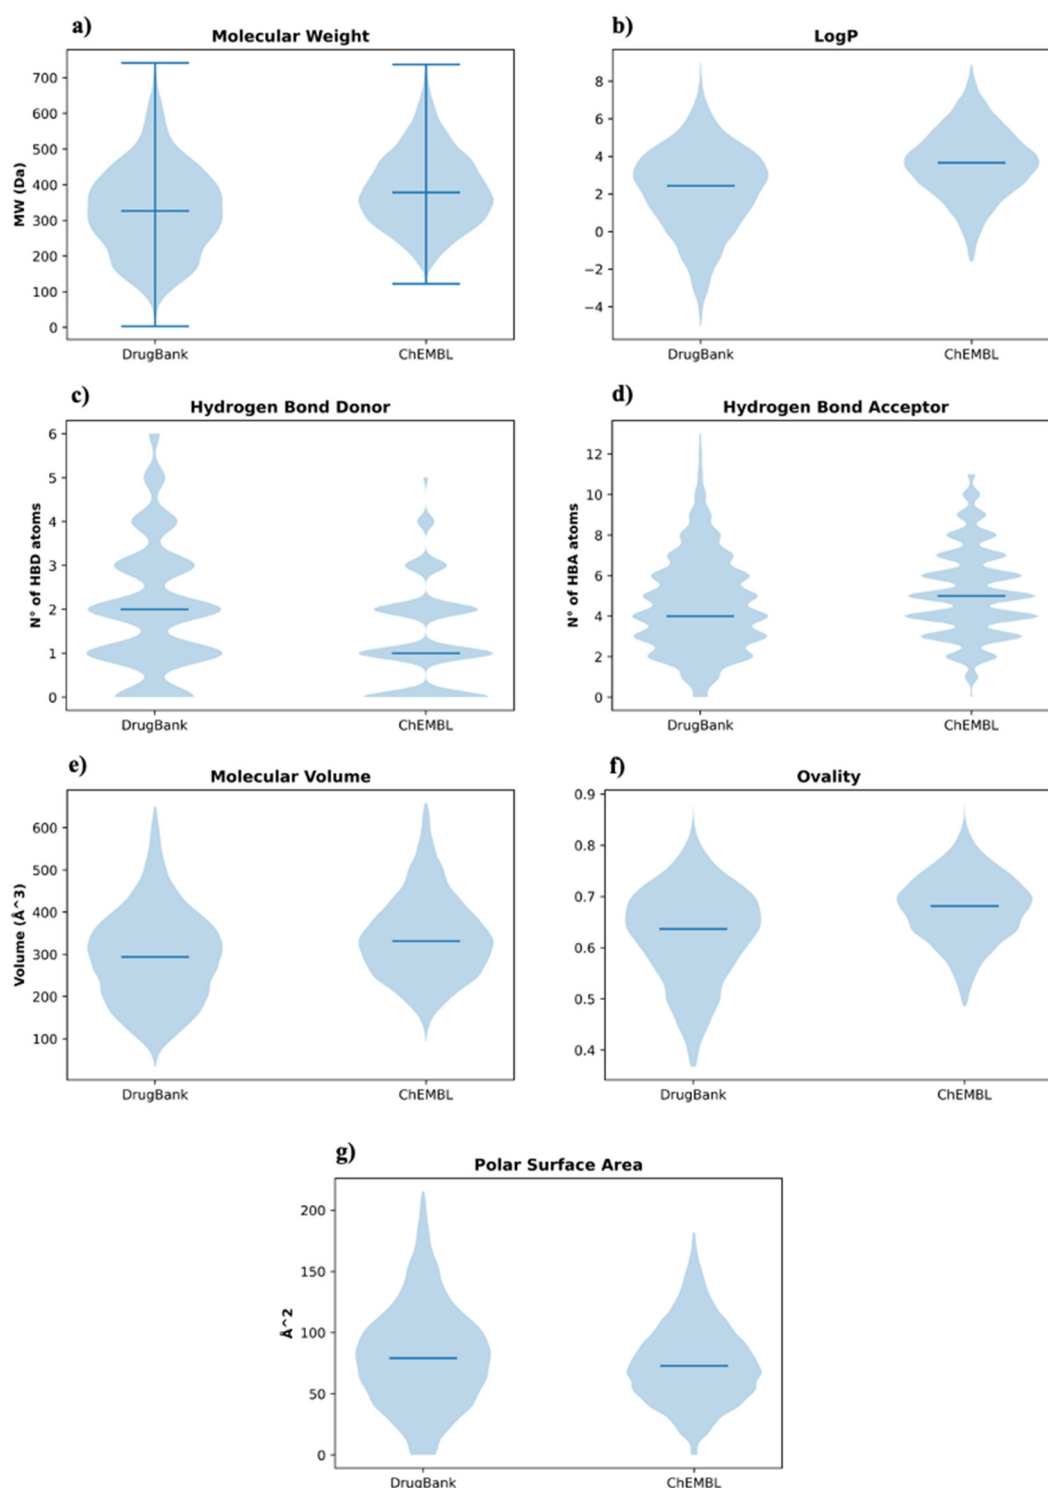 a)
Molecular Weight
MW (Da)
700
600
500
400
300
200
100
0
DrugBank
ChEMBL
b)
LogP
8
6
4
2
0
−2
−4
DrugBank
ChEMBL
c)
Hydrogen Bond Donor
N° of HBD atoms
6
5
4
3
2
1
0
DrugBank
ChEMBL
d)
Hydrogen Bond Acceptor
N° of HBA atoms
12
10
8
6
4
2
0
DrugBank
ChEMBL
e)
Molecular Volume
Volume (Å^3)
600
500
400
300
200
100
DrugBank
ChEMBL
f)
Ovality
0.9
0.8
0.7
0.6
0.5
0.4
DrugBank
ChEMBL
g)
Polar Surface Area
Å^2
200
150
100
50
0
DrugBank
ChEMBL